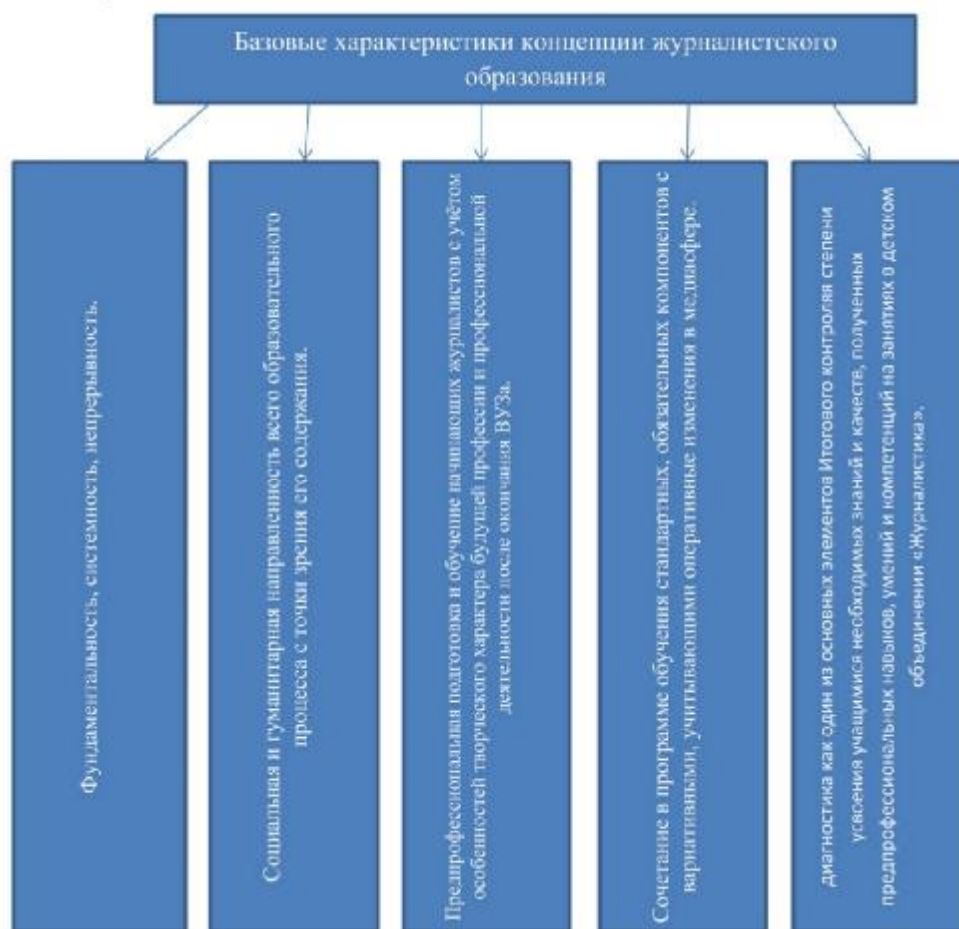 Базовые характеристики концепции журналистского
образования
Фундаментальность, системность, непрерывность.
Социальная и гуманитарная направленность всего образовательного
процесса с точки зрения его содержания.
Предпрофессиональная подготовка и обучение начинающих журналистов с учётом
особенностей творческого характера будущей профессии и профессиональной
деятельности после окончания ВУЗа.
Сочетание в программе обучения стандартных, обязательных компонентов с
вариативными, учитывающими оперативные изменения в медиасфере.
диагностика как один из основных элементов Итогового контроля степени
усвоения учащимися необходимых знаний и качеств, полученных
предпрофессиональных навыков, умений и компетенций на занятиях в детском
объединении «Журналистика».